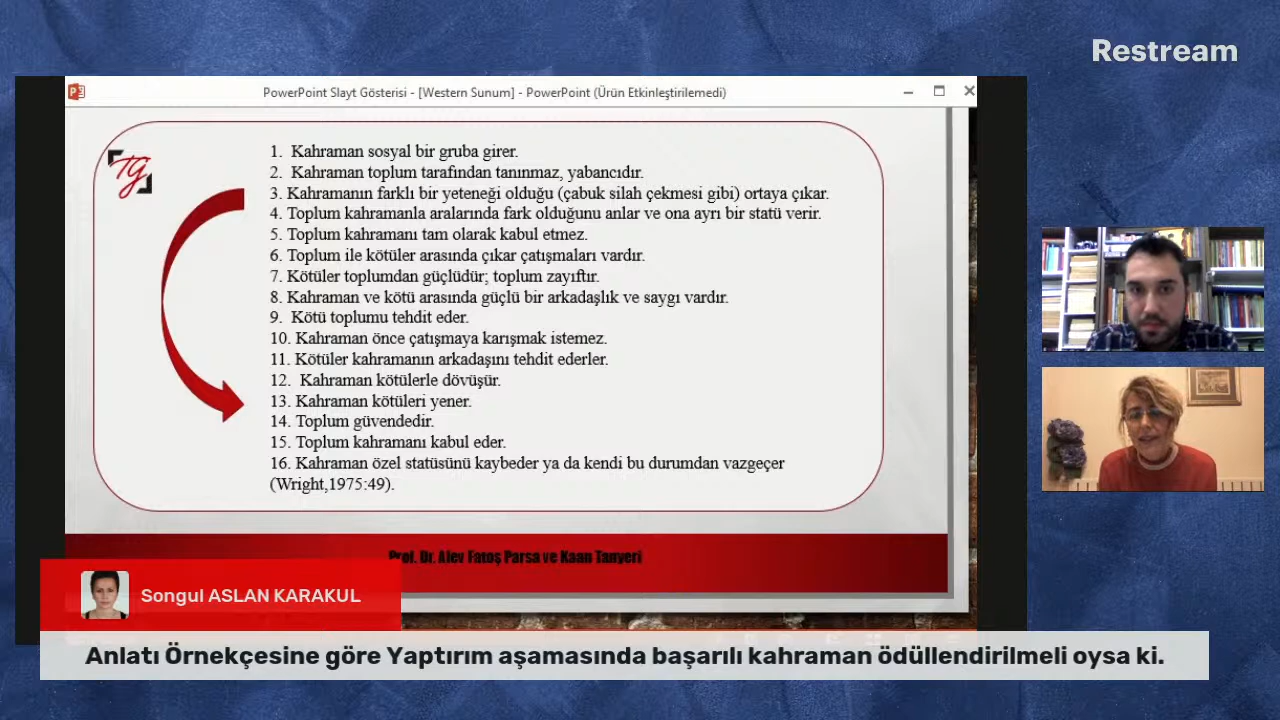 Restream
PowerPoint Slayt Gösterisi - [Western Sunum] - PowerPoint (Ürün Etkinleştirilemedi)
TG
1. Kahraman sosyal bir gruba girer.
2. Kahraman toplum tarafından tanınmaz, yabancıdır.
3. Kahramanın farklı bir yeteneği olduğu (çabuk silah çekmesi gibi) ortaya çıkar.
4. Toplum kahramanla aralarında fark olduğunu anlar ve ona ayrı bir statü verir.
5. Toplum kahramanı tam olarak kabul etmez.
6. Toplum ile kötüler arasında çıkar çatışmaları vardır.
7. Kötüler toplumdan güçlüdür; toplum zayıftır.
8. Kahraman ve kötü arasında güçlü bir arkadaşlık ve saygı vardır.
9. Kötü toplumu tehdit eder.
10. Kahraman önce çatışmaya karışmak istemez.
11. Kötüler kahramanın arkadaşını tehdit ederler.
12. Kahraman kötülerle dövüşür.
13. Kahraman kötüleri yener.
14. Toplum güvendedir.
15. Toplum kahramanı kabul eder.
16. Kahraman özel statüsünü kaybeder ya da kendi bu durumdan vazgeçer
(Wright,1975:49).
Prof. Dr. Alev Fatoş Parsa ve Kaan Tanyeri
Songul ASLAN KARAKUL
Anlatı Örnekçesine göre Yaptırım aşamasında başarılı kahraman ödüllendirilmeli oysa ki.